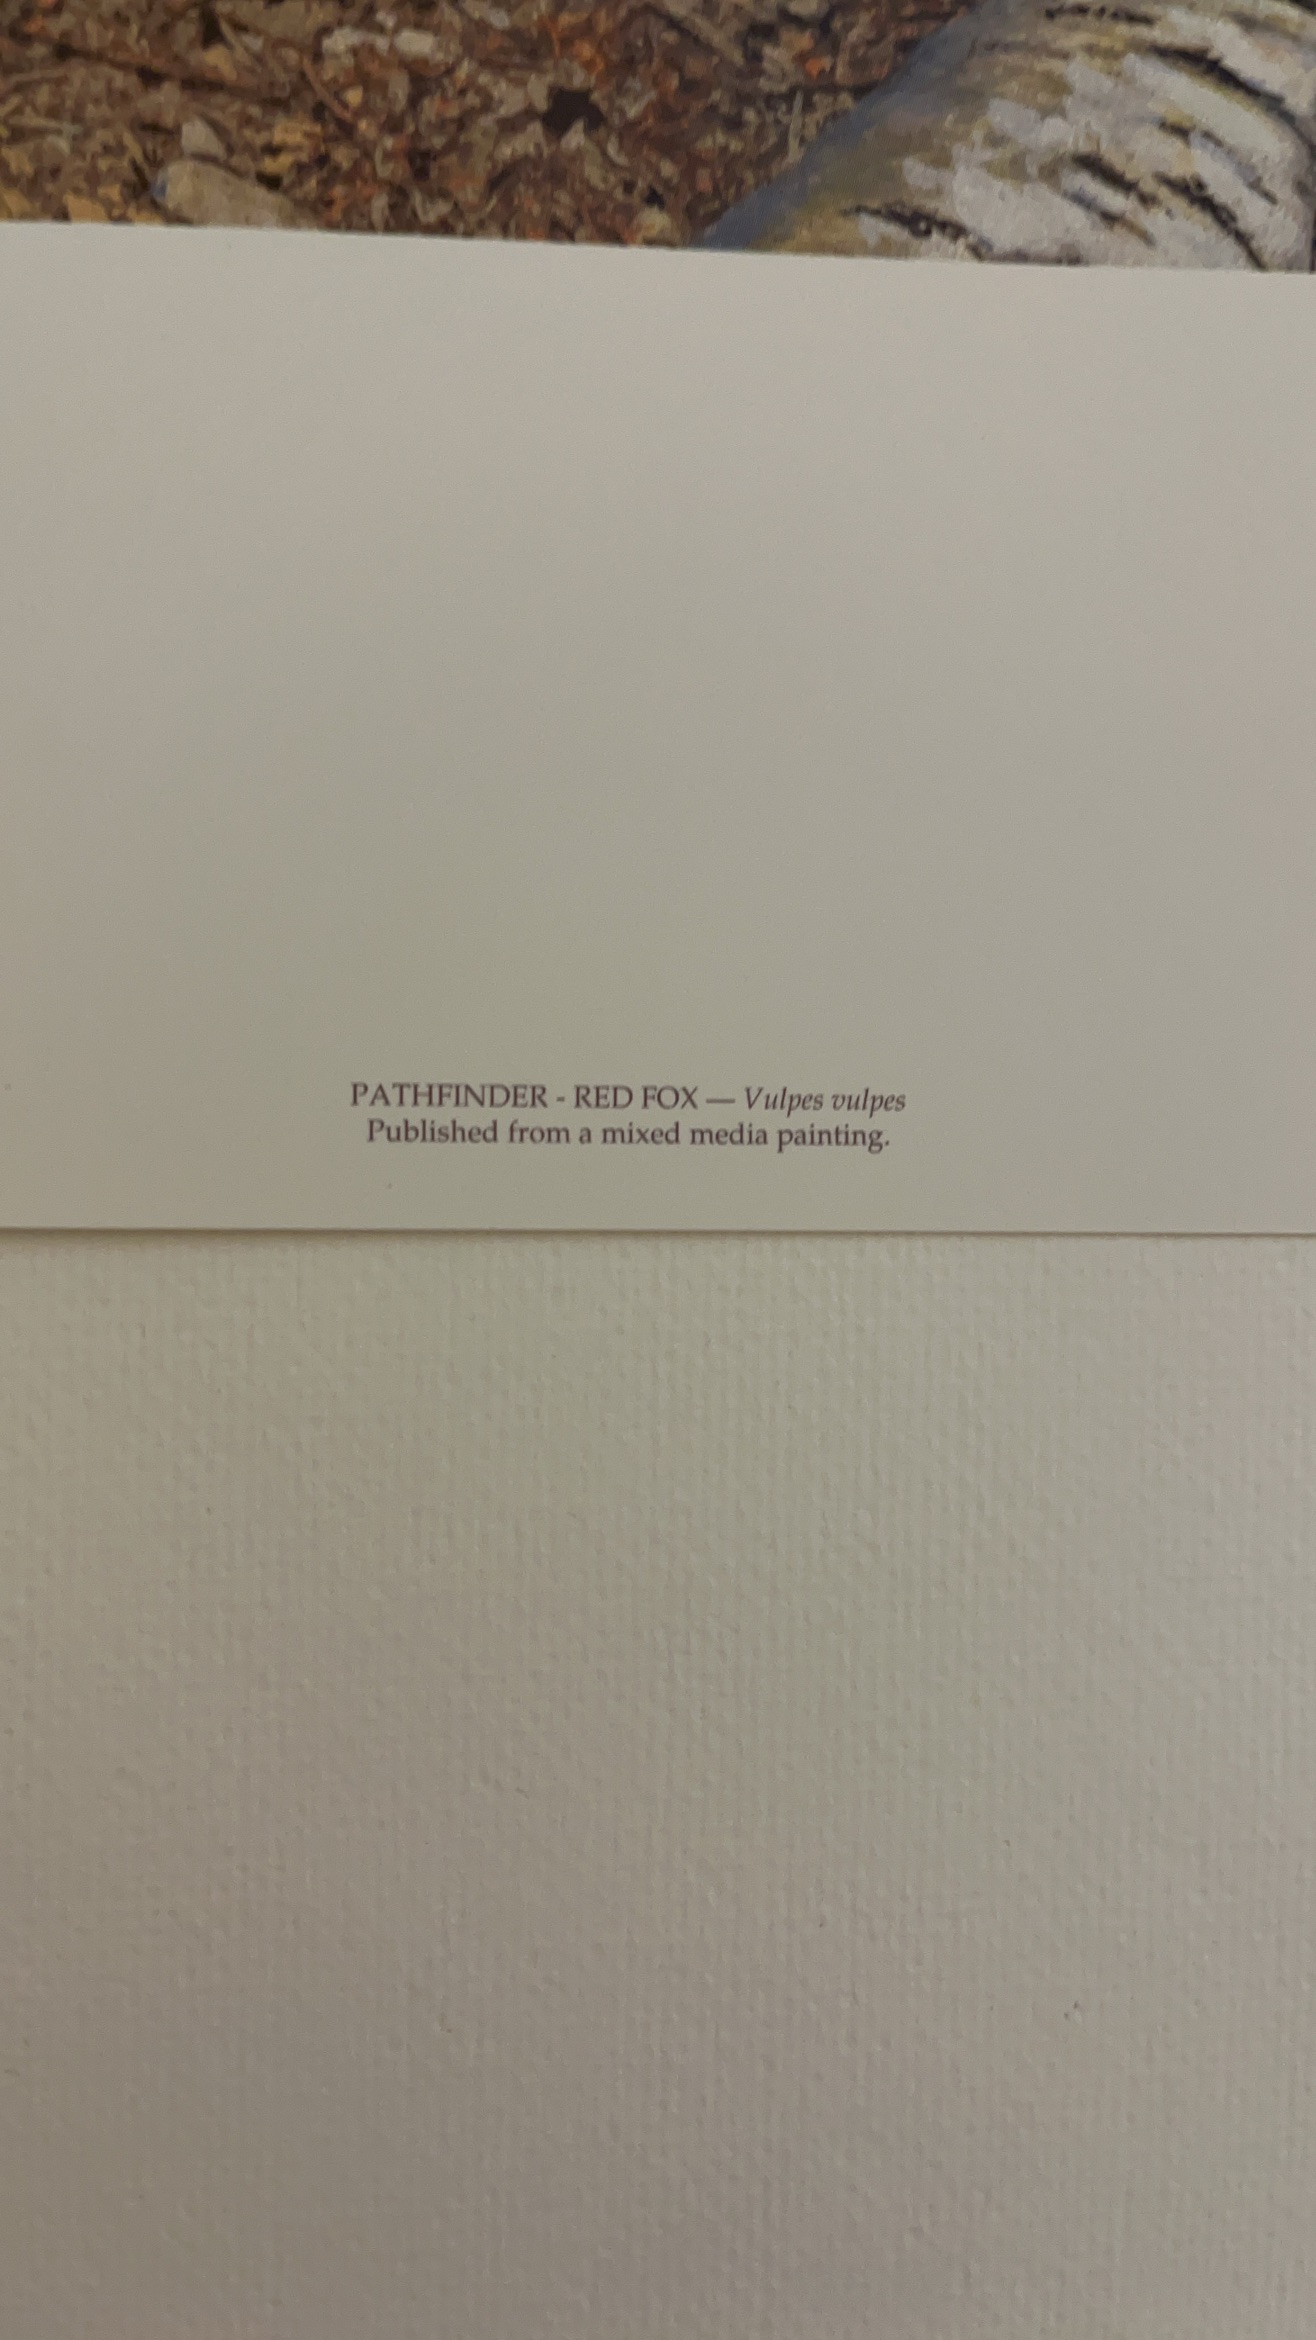 PATHFINDER - RED FOX — Vulpes vulpes
Published from a mixed media painting.